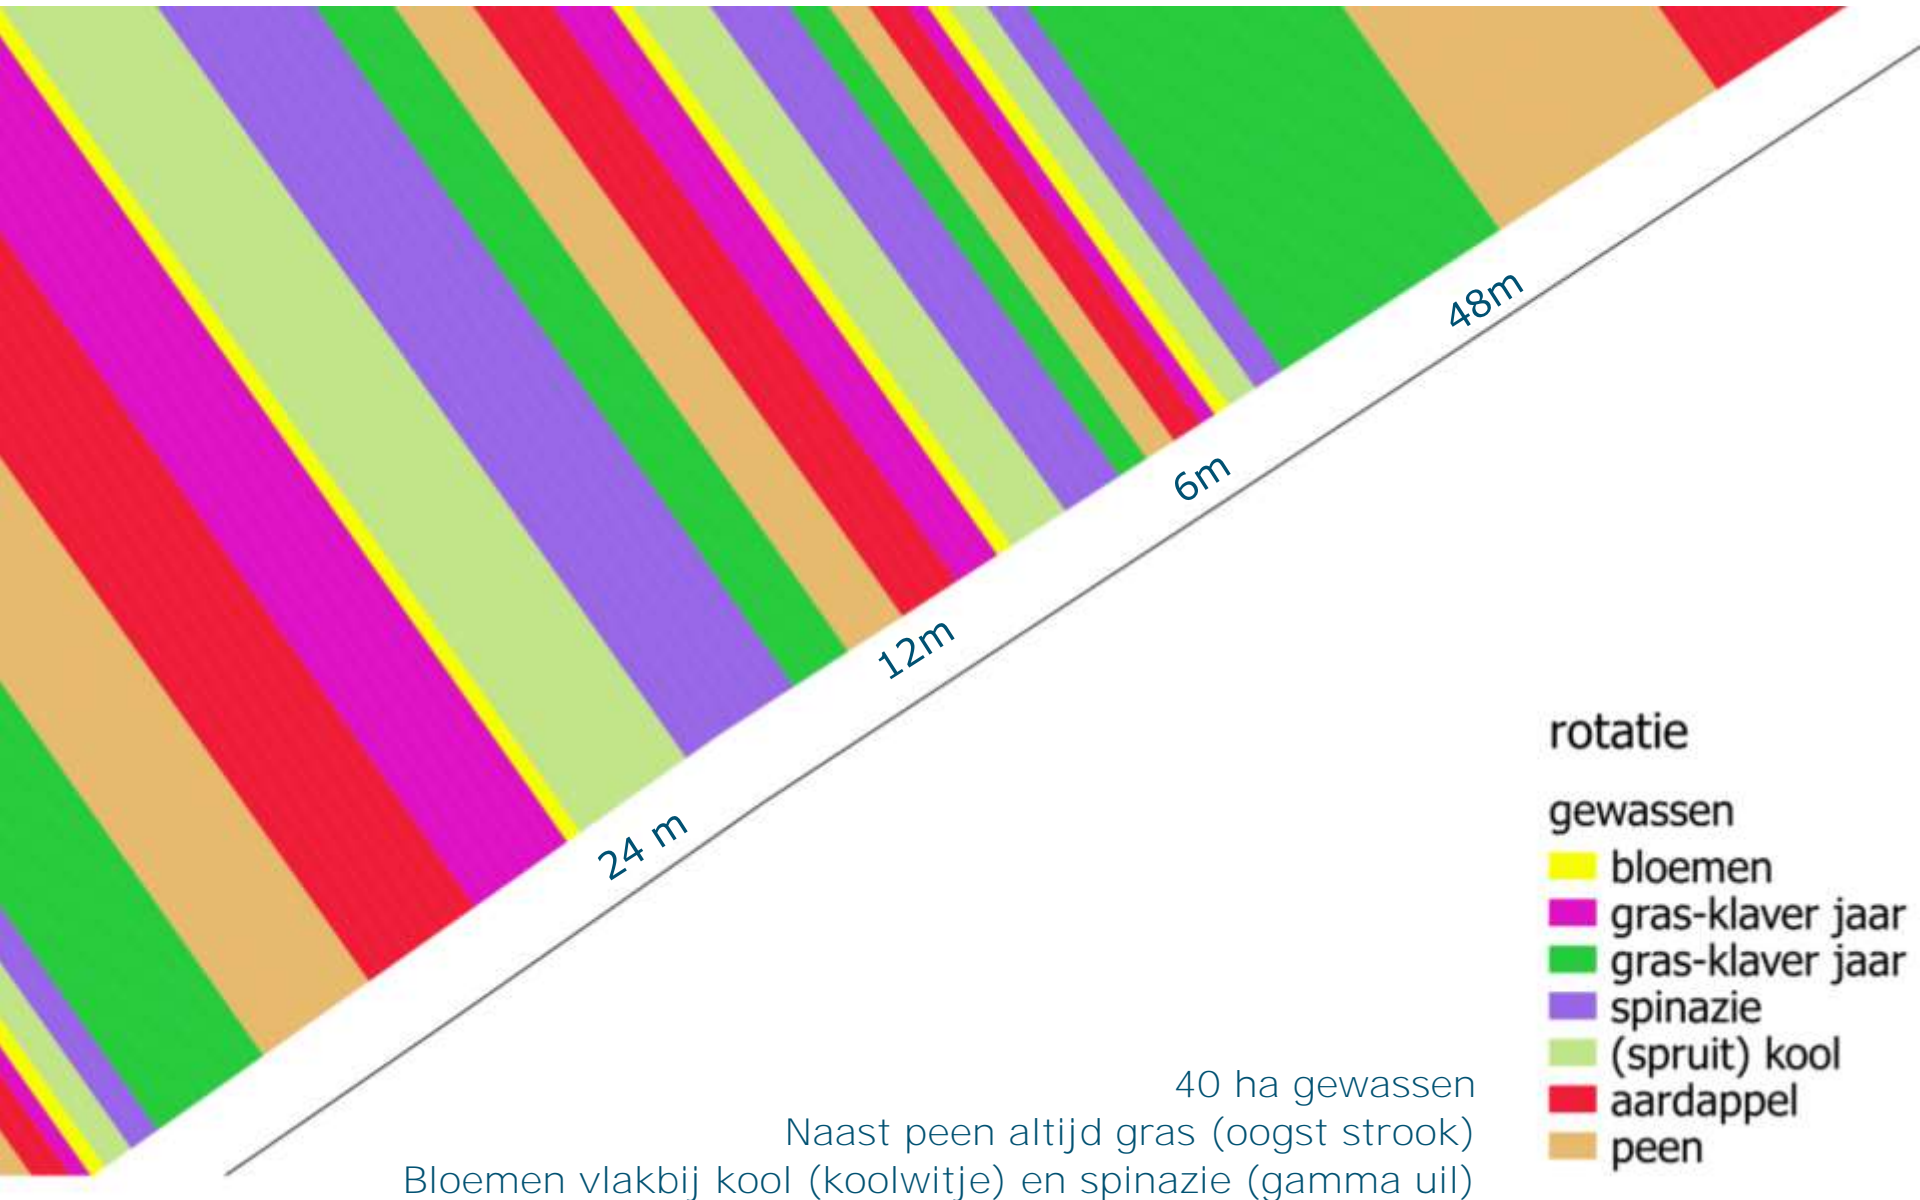 48m
6m
12m
24 m
rotatie
gewassen
bloemen
gras-klaver jaar
gras-klaver jaar
spinazie
(spruit) kool
aardappel
peen
40 ha gewassen
Naast peen altijd gras (oogst strook)
Bloemen vlakbij kool (koolwitje) en spinazie (gamma uil)